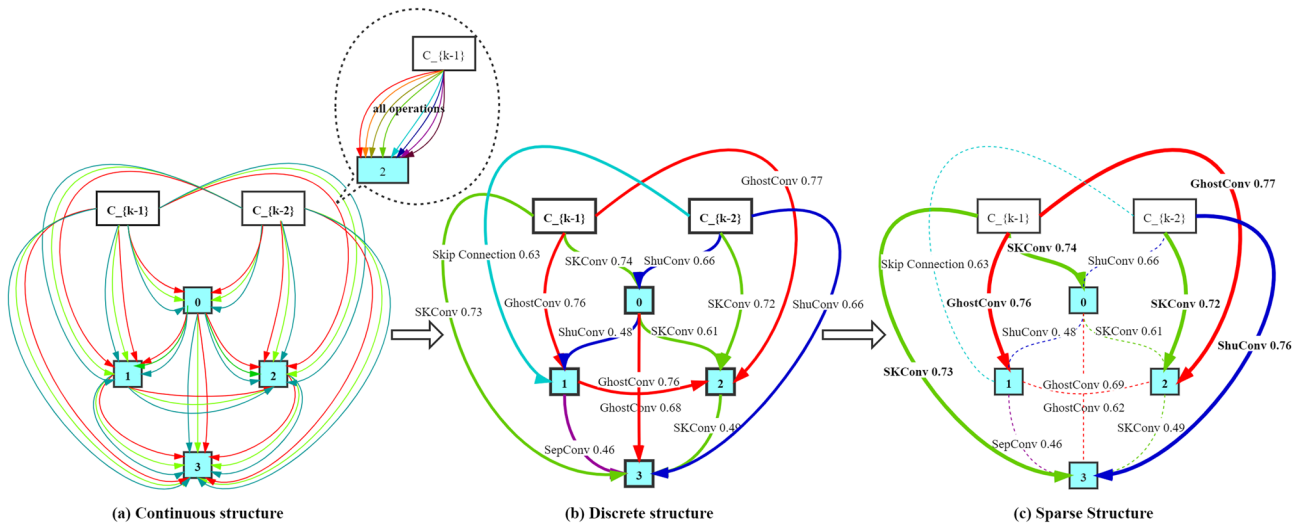 C_{k-1}
all operations
2
C_{k-1}
C_{k-2}
0
1
2
3
(a) Continuous structure
GhostConv 0.77
C_{k-1}
C_{k-2}
Skip Connection 0.63
SKConv 0.74
ShuConv 0.66
0
GhostConv 0.76
SKConv 0.72
ShuConv 0.66
SKConv 0.73
ShuConv 0. 48
SKConv 0.61
1
GhostConv 0.76
2
GhostConv 0.68
SKConv 0.49
SepConv 0.46
3
(b) Discrete structure
GhostConv 0.77
C_{k-1}
C_{k-2}
SKConv 0.74
Skip Connection 0.63
ShuConv 0.66
0
GhostConv 0.76
SKConv 0.72
ShuConv 0. 48
SKConv 0.61
ShuConv 0.76
SKConv 0.73
1
GhostConv 0.69
2
GhostConv 0.62
SKConv 0.49
SepConv 0.46
3
(c) Sparse Structure